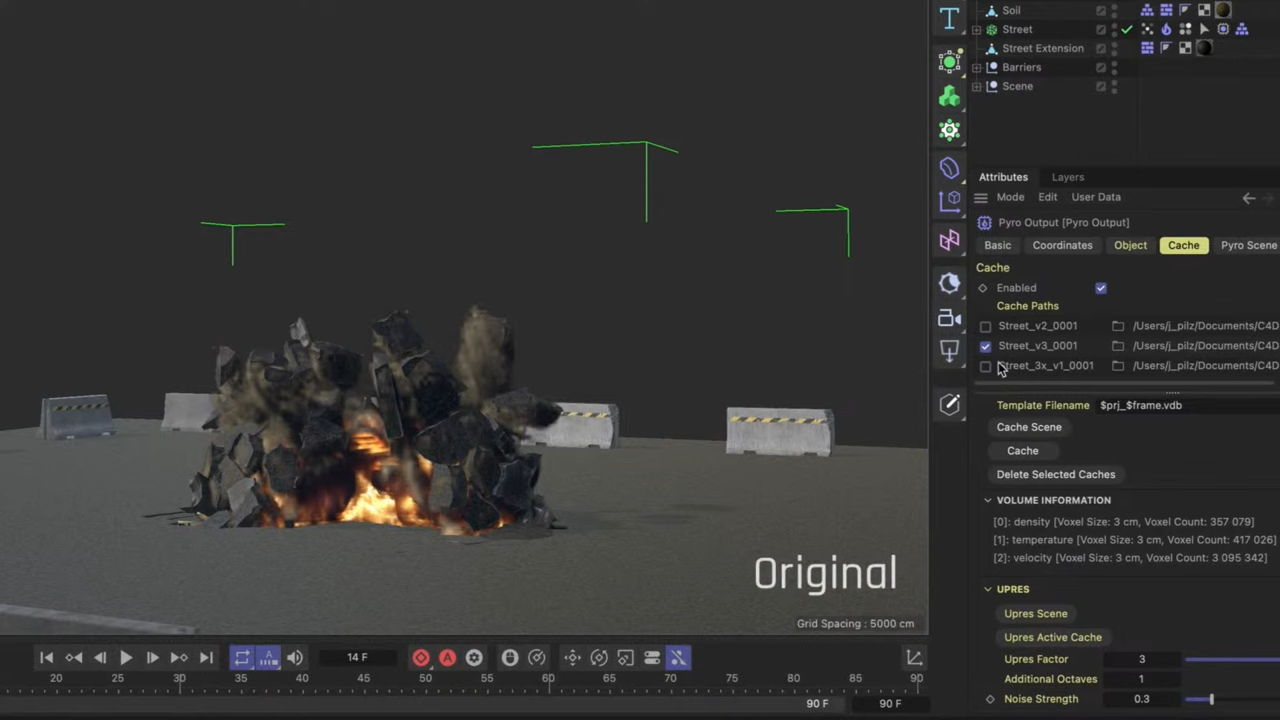 Soil
Street
Street Extension
Barriers
Scene
Attributes
Layers
Mode
Edit
User Data
Pyro Output [Pyro Output]
Basic
Coordinates
Object
Cache
Pyro Scene
Cache
Enabled
Cache Paths
Street_v2_0001
/Users/j_pilz/Documents/C4D
Street_v3_0001
/Users/j_pilz/Documents/C4D
Street_3x_v1_0001
/Users/j_pilz/Documents/C4D
Template Filename
$prj_$frame.vdb
Cache Scene
Cache
Delete Selected Caches
VOLUME INFORMATION
[0]: density [Voxel Size: 3 cm, Voxel Count: 357 079]
[1]: temperature [Voxel Size: 3 cm, Voxel Count: 417 026]
[2]: velocity [Voxel Size: 3 cm, Voxel Count: 3 095 342]
UPRES
Upres Scene
Upres Active Cache
Upres Factor
3
Additional Octaves
1
Noise Strength
0.3
Original
Grid Spacing : 5000 cm
14 F
20 25 30 35 40 45 50 55 60 65 70 75 80 85 90
90 F
90 F